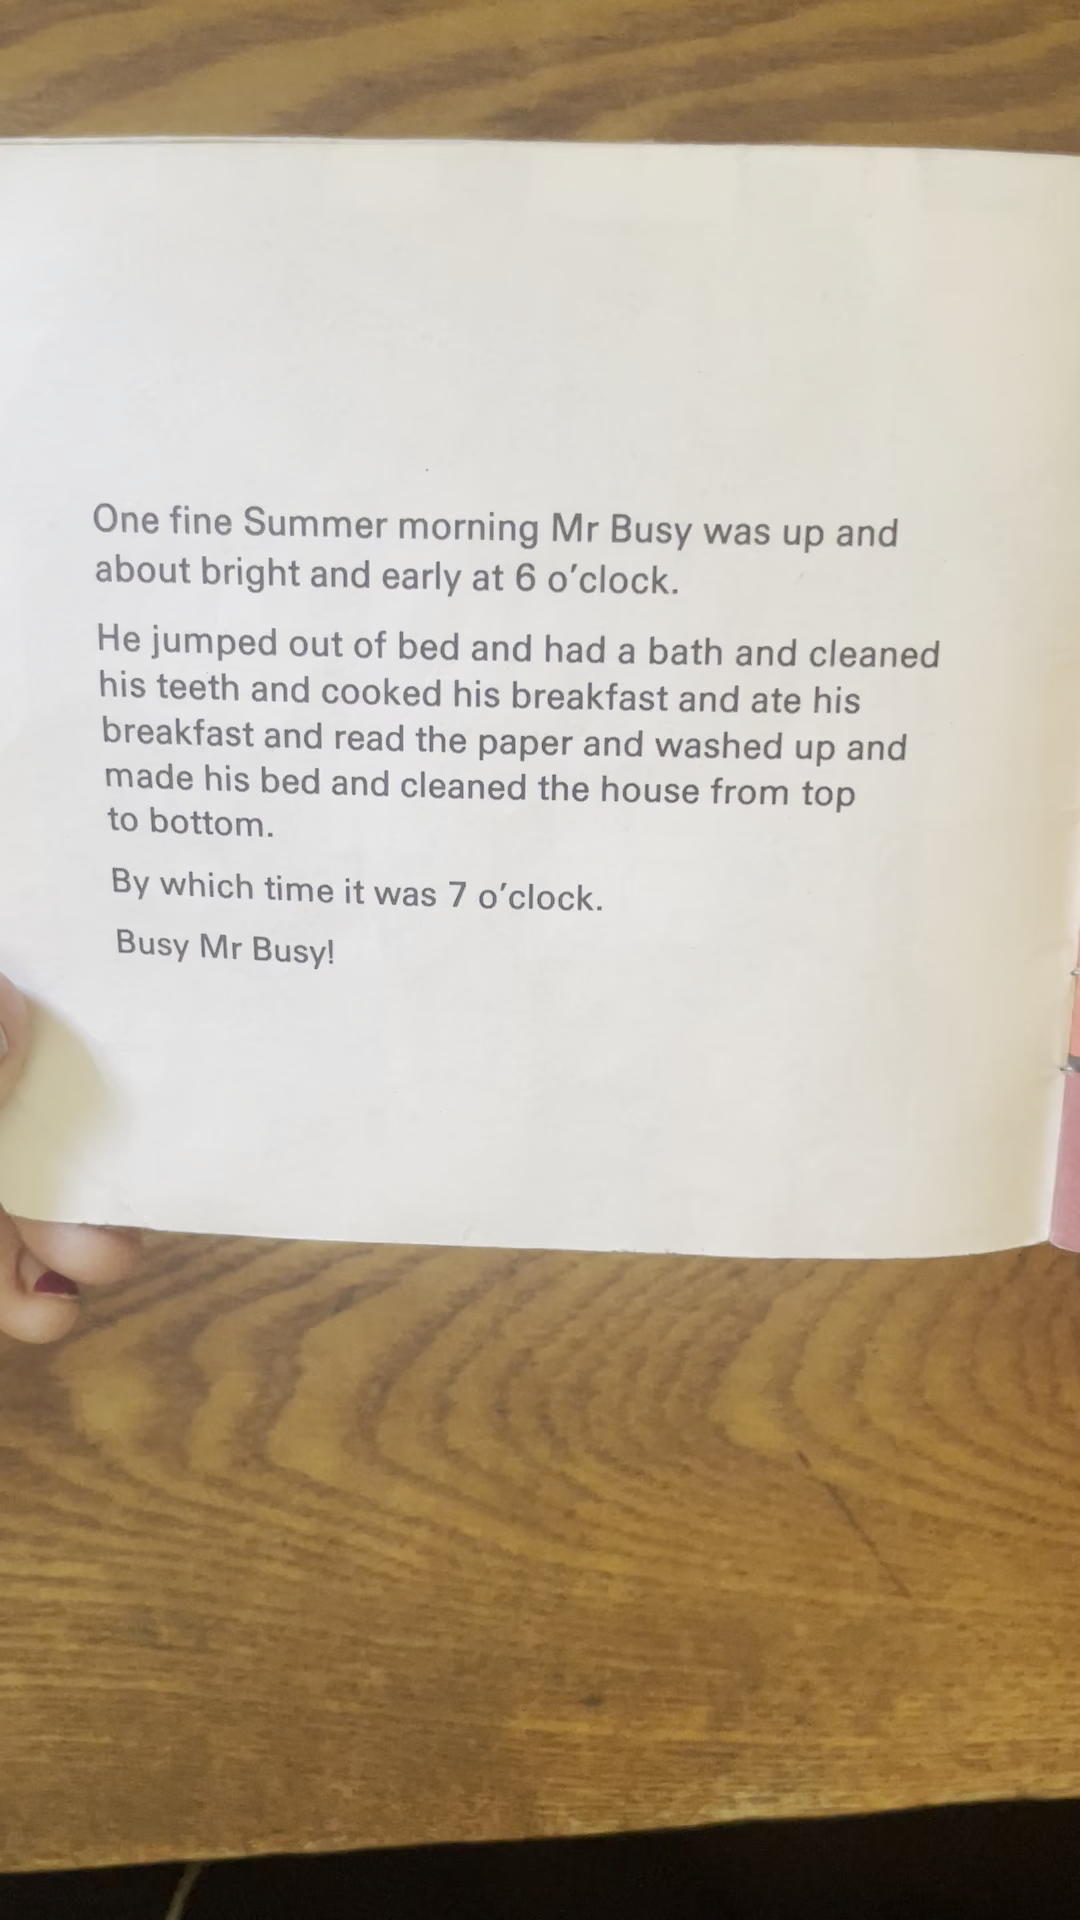 One fine Summer morning Mr Busy was up and
about bright and early at 6 o'clock.
He jumped out of bed and had a bath and cleaned
his teeth and cooked his breakfast and ate his
breakfast and read the paper and washed up and
made his bed and cleaned the house from top
to bottom.
By which time it was 7 o'clock.
Busy Mr Busy!